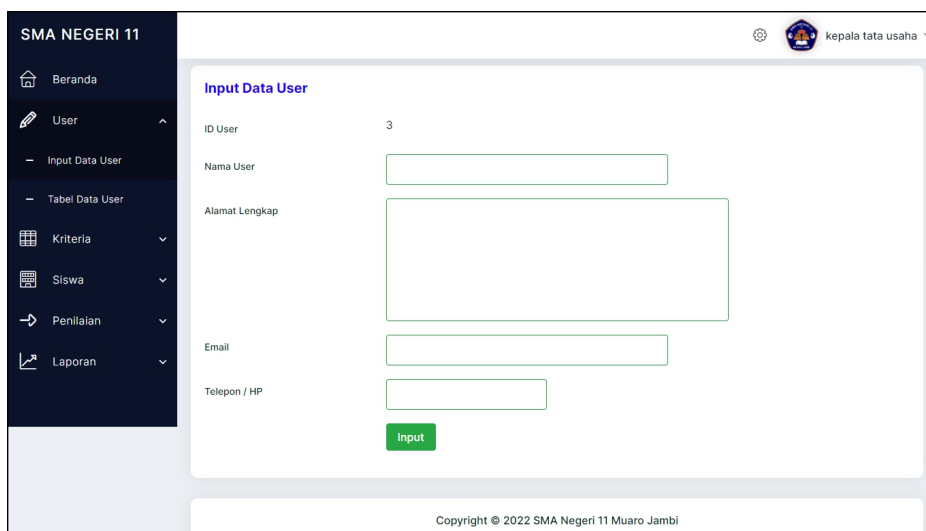 SMA NEGERI 11
kepala tata usaha
Beranda
User
Input Data User
Tabel Data User
Kriteria
Siswa
Penilaian
Laporan
Input Data User
ID User 3
Nama User
Alamat Lengkap
Email
Telepon / HP
Input
Copyright © 2022 SMA Negeri 11 Muaro Jambi